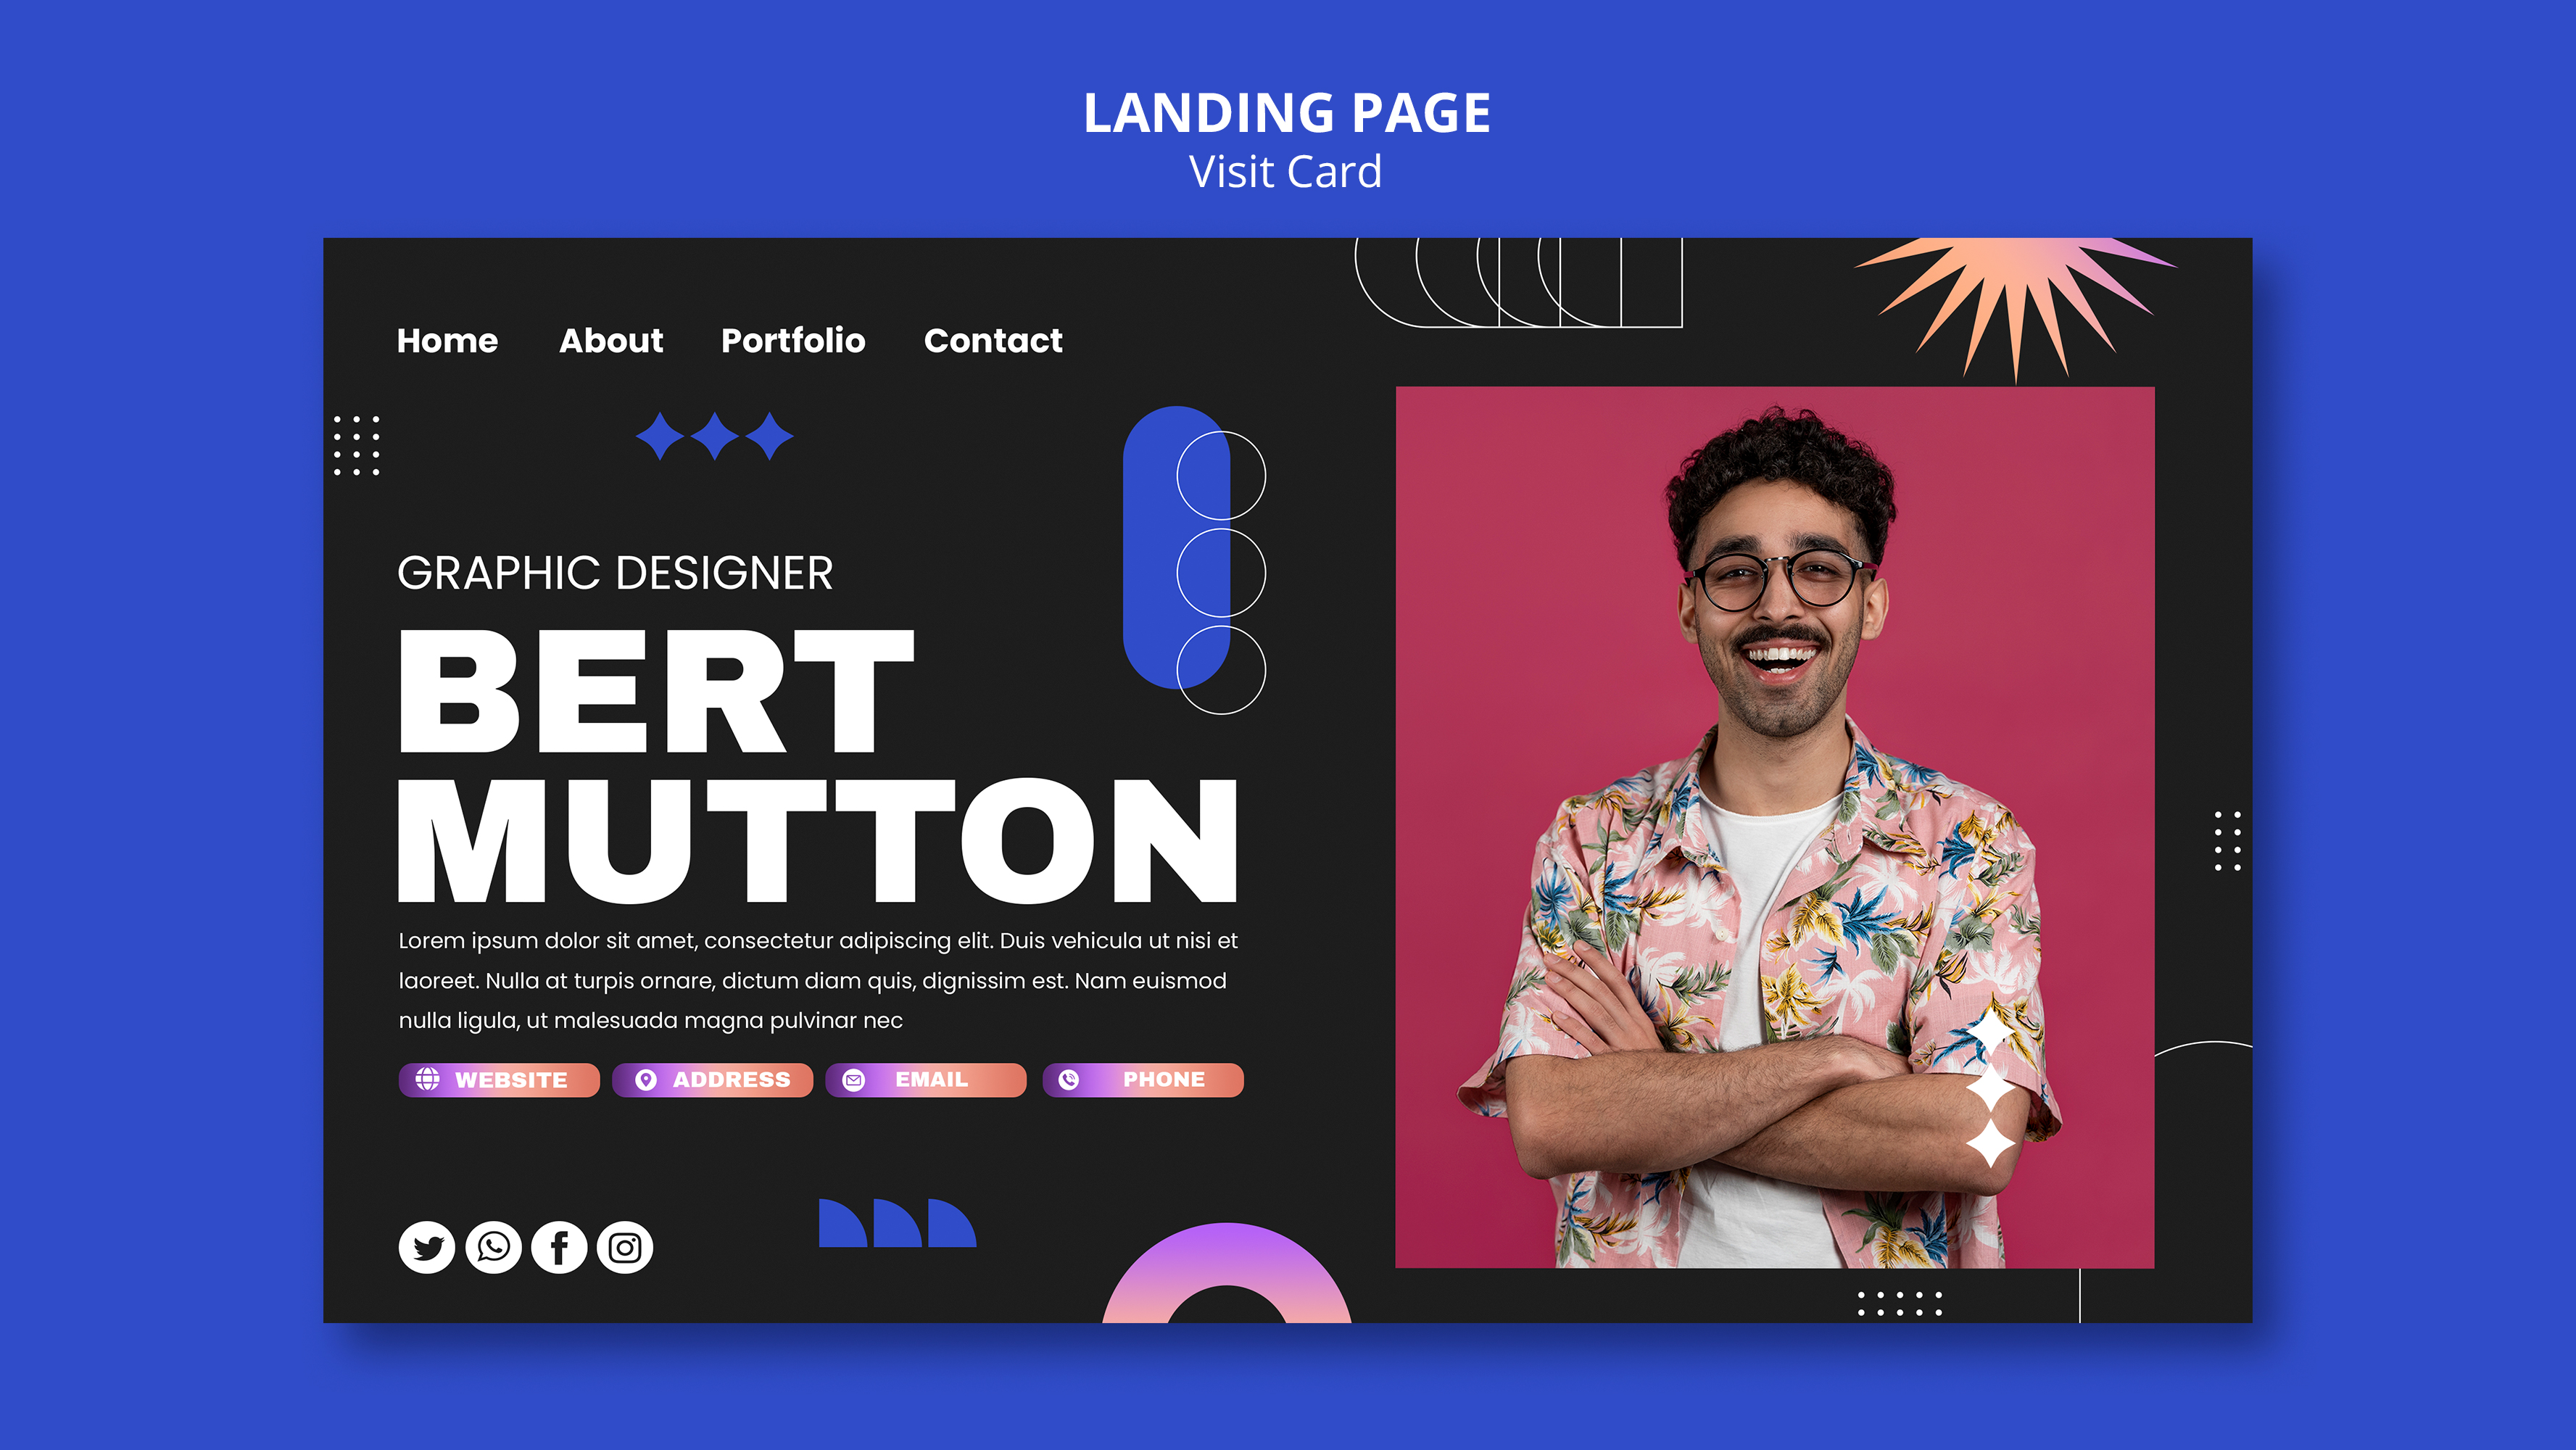 LANDING PAGE
Visit Card
Home About Portfolio Contact
GRAPHIC DESIGNER
BERT
MUTTON
Lorem ipsum dolor sit amet, consectetur adipiscing elit. Duis vehicula ut nisi et
laoreet. Nulla at turpis ornare, dictum diam quis, dignissim est. Nam euismod
nulla ligula, ut malesuada magna pulvinar nec
WEBSITE ADDRESS EMAIL PHONE